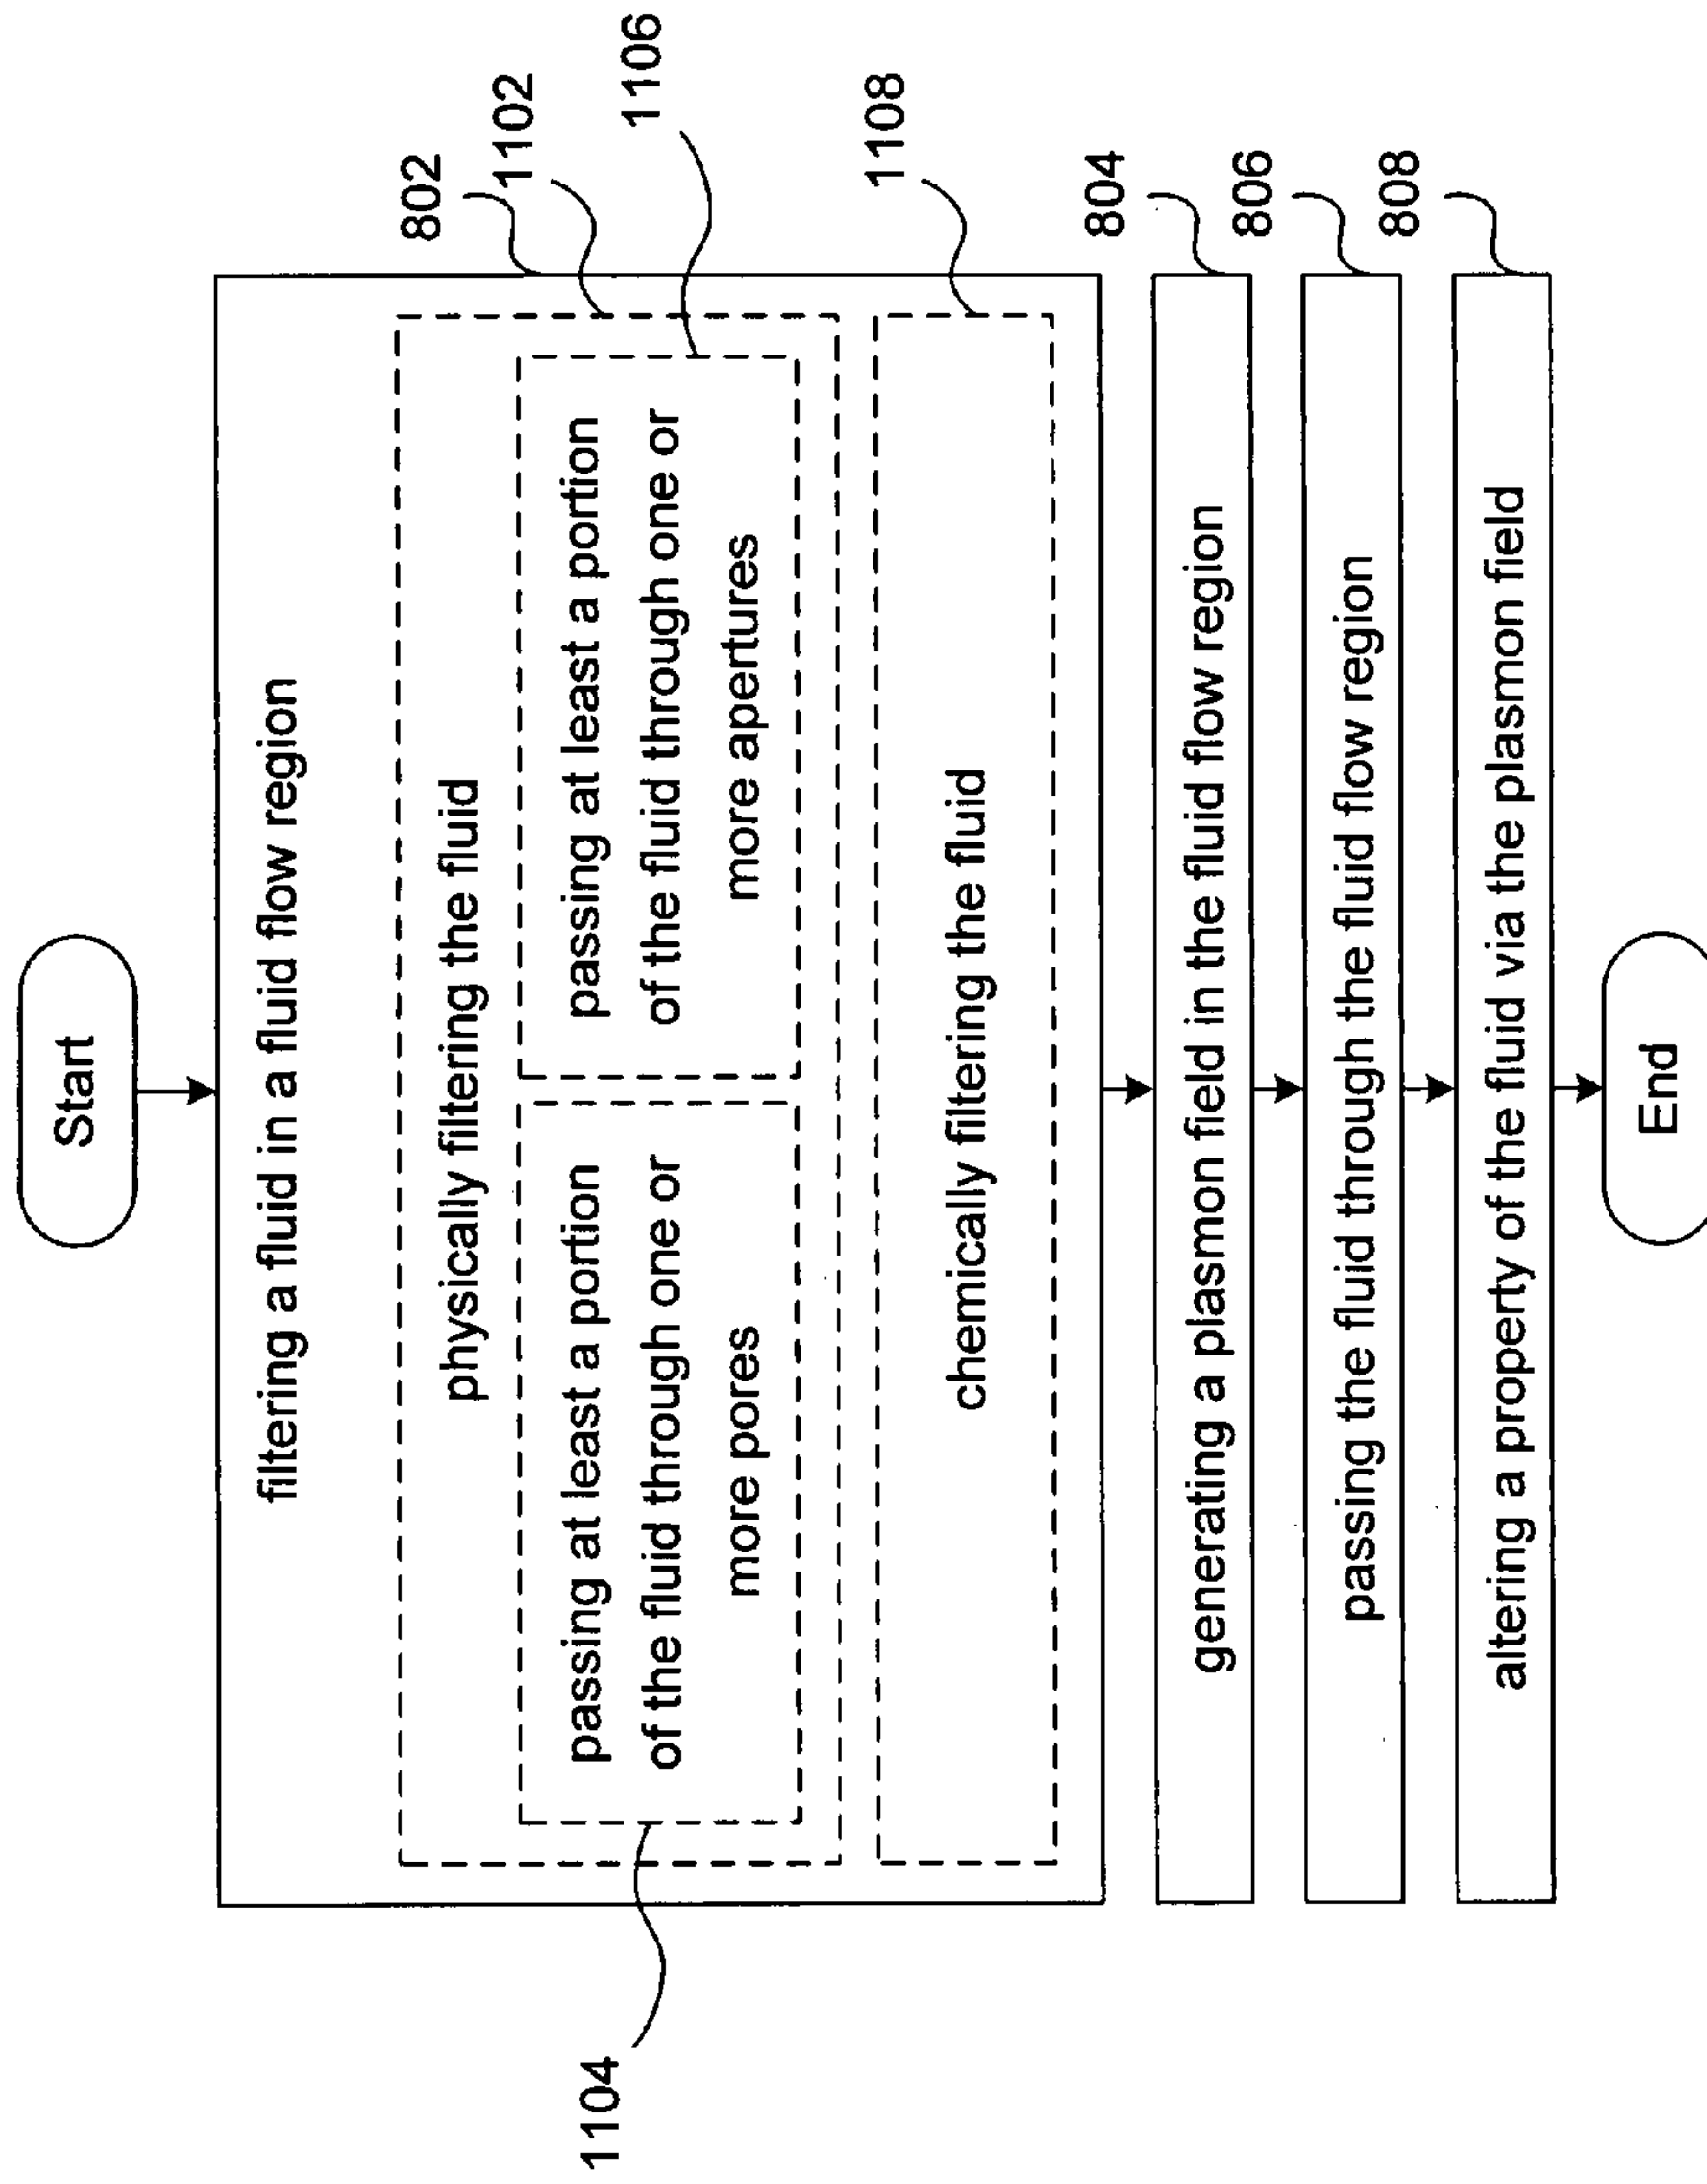 Start
filtering a fluid in a fluid flow region
802
physically filtering the fluid
1102
1104
passing at least a portion
of the fluid through one or
more pores
passing at least a portion
of the fluid through one or
more apertures
1106
chemically filtering the fluid
1108
generating a plasmon field in the fluid flow region
804
passing the fluid through the fluid flow region
806
altering a property of the fluid via the plasmon field
808
End